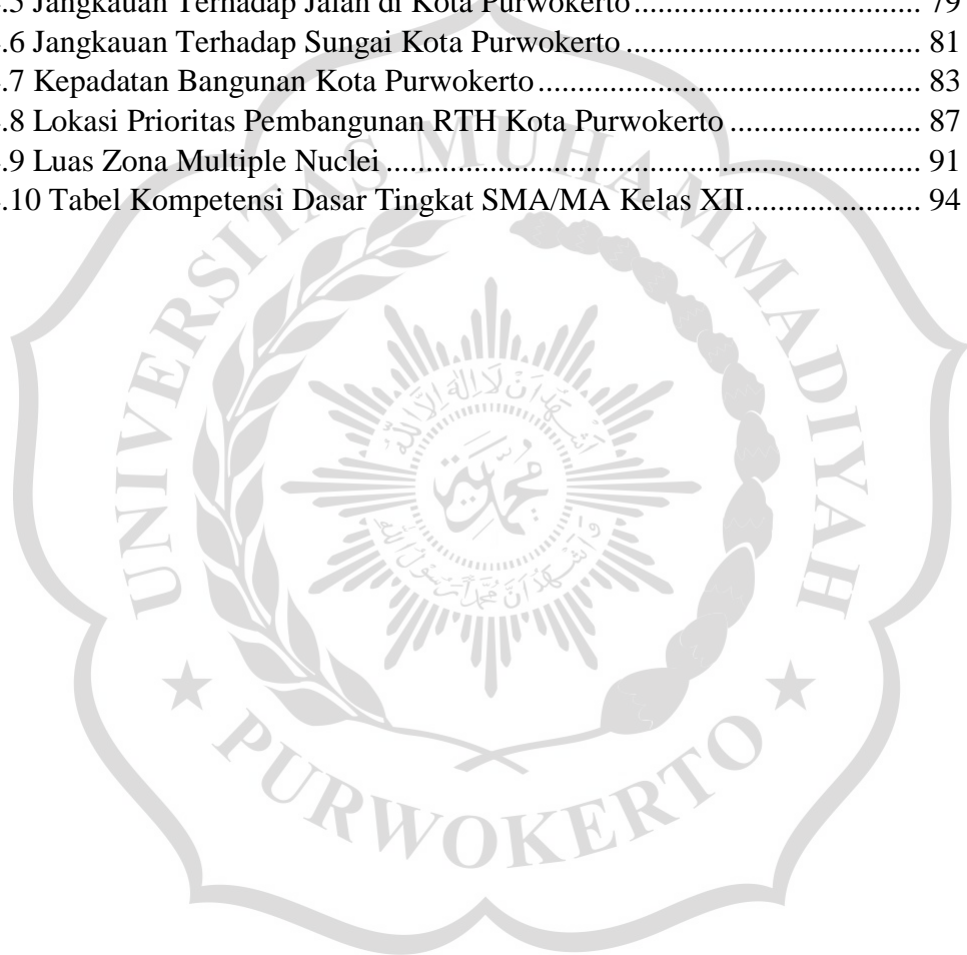 .5 Jangkauan Terhadap Jalan di Kota Purwokerto.................................... 79
.6 Jangkauan Terhadap Sungai Kota Purwokerto..................................... 81
.7 Kepadatan Bangunan Kota Purwokerto................................................ 83
.8 Lokasi Prioritas Pembangunan RTH Kota Purwokerto........................ 87
.9 Luas Zona Multiple Nuclei................................................................... 91
.10 Tabel Kompetensi Dasar Tingkat SMA/MA Kelas XII...................... 94
UNIVERSITAS MUHAMMADIYAH
PURWOKERTO